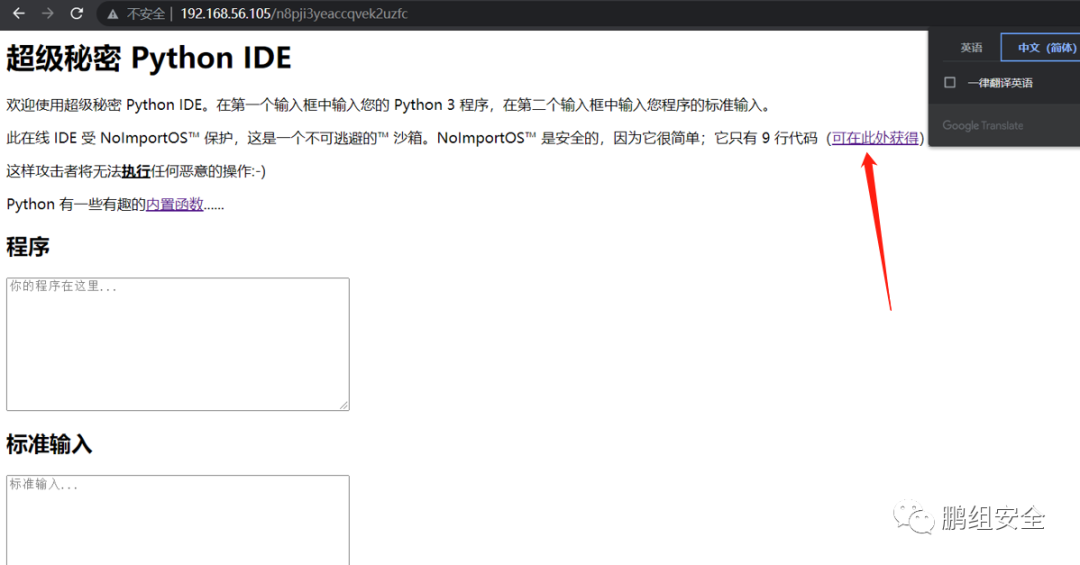 不安全 | 192.168.56.105/n8pji3yeaccqvek2uzfc
英语 中文（简体）
一律翻译英语
Google Translate
超级秘密 Python IDE
欢迎使用超级秘密 Python IDE。在第一个输入框中输入您的 Python 3 程序，在第二个输入框中输入您程序的标准输入。
此在线 IDE 受 NoImportOS™ 保护，这是一个不可逃避的™ 沙箱。NoImportOS™ 是安全的，因为它很简单；它只有 9 行代码（可在此处获得）
这样攻击者将无法执行任何恶意的操作:-)
Python 有一些有趣的内置函数……
程序
你的程序在这里...
标准输入
标准输入...
鹏组安全